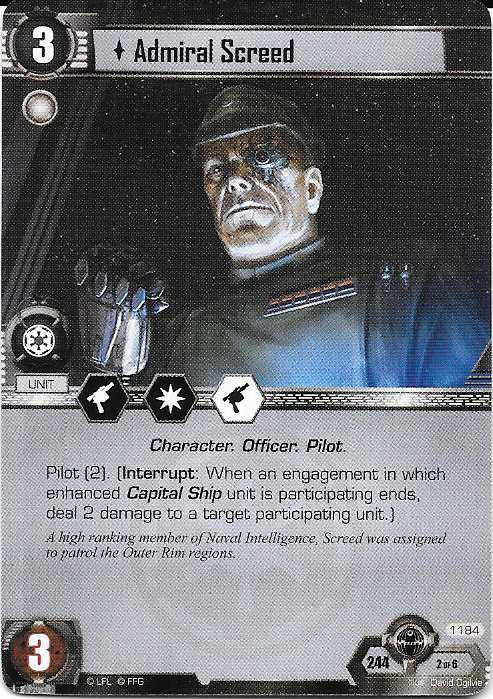 3
Admiral Screed
UNIT
Character. Officer. Pilot.
Pilot (2). (Interrupt: When an engagement in which
enhanced Capital Ship unit is participating ends,
deal 2 damage to a target participating unit.)
A high ranking member of Naval Intelligence, Screed was assigned
to patrol the Outer Rim regions.
3
© LFL © FFG
1184
244
2 of 6
Illus. David Ogilvie